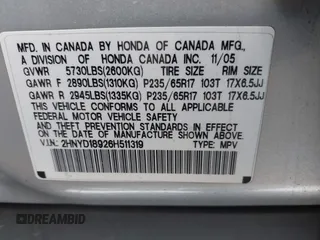 MFD. IN CANADA BY HONDA OF CANADA MFG.,
A DIVISION OF HONDA CANADA INC. 11/05
GVWR 5730LBS(2600KG) TIRE SIZE RIM SIZE
GAWR F 2890LBS(1310KG) P235/65R17 103T 17X6.5JJ
GAWR R 2945LBS(1335KG) P235/65R17 103T 17X6.5JJ
THIS VEHICLE CONFORMS TO ALL APPLICABLE
FEDERAL MOTOR VEHICLE SAFETY STANDARDS IN EFFECT ON
THE DATE OF MANUFACTURE SHOWN ABOVE.
V.I.N.: 2HNYD18926H511319 TYPE: MPV
DREAMBID